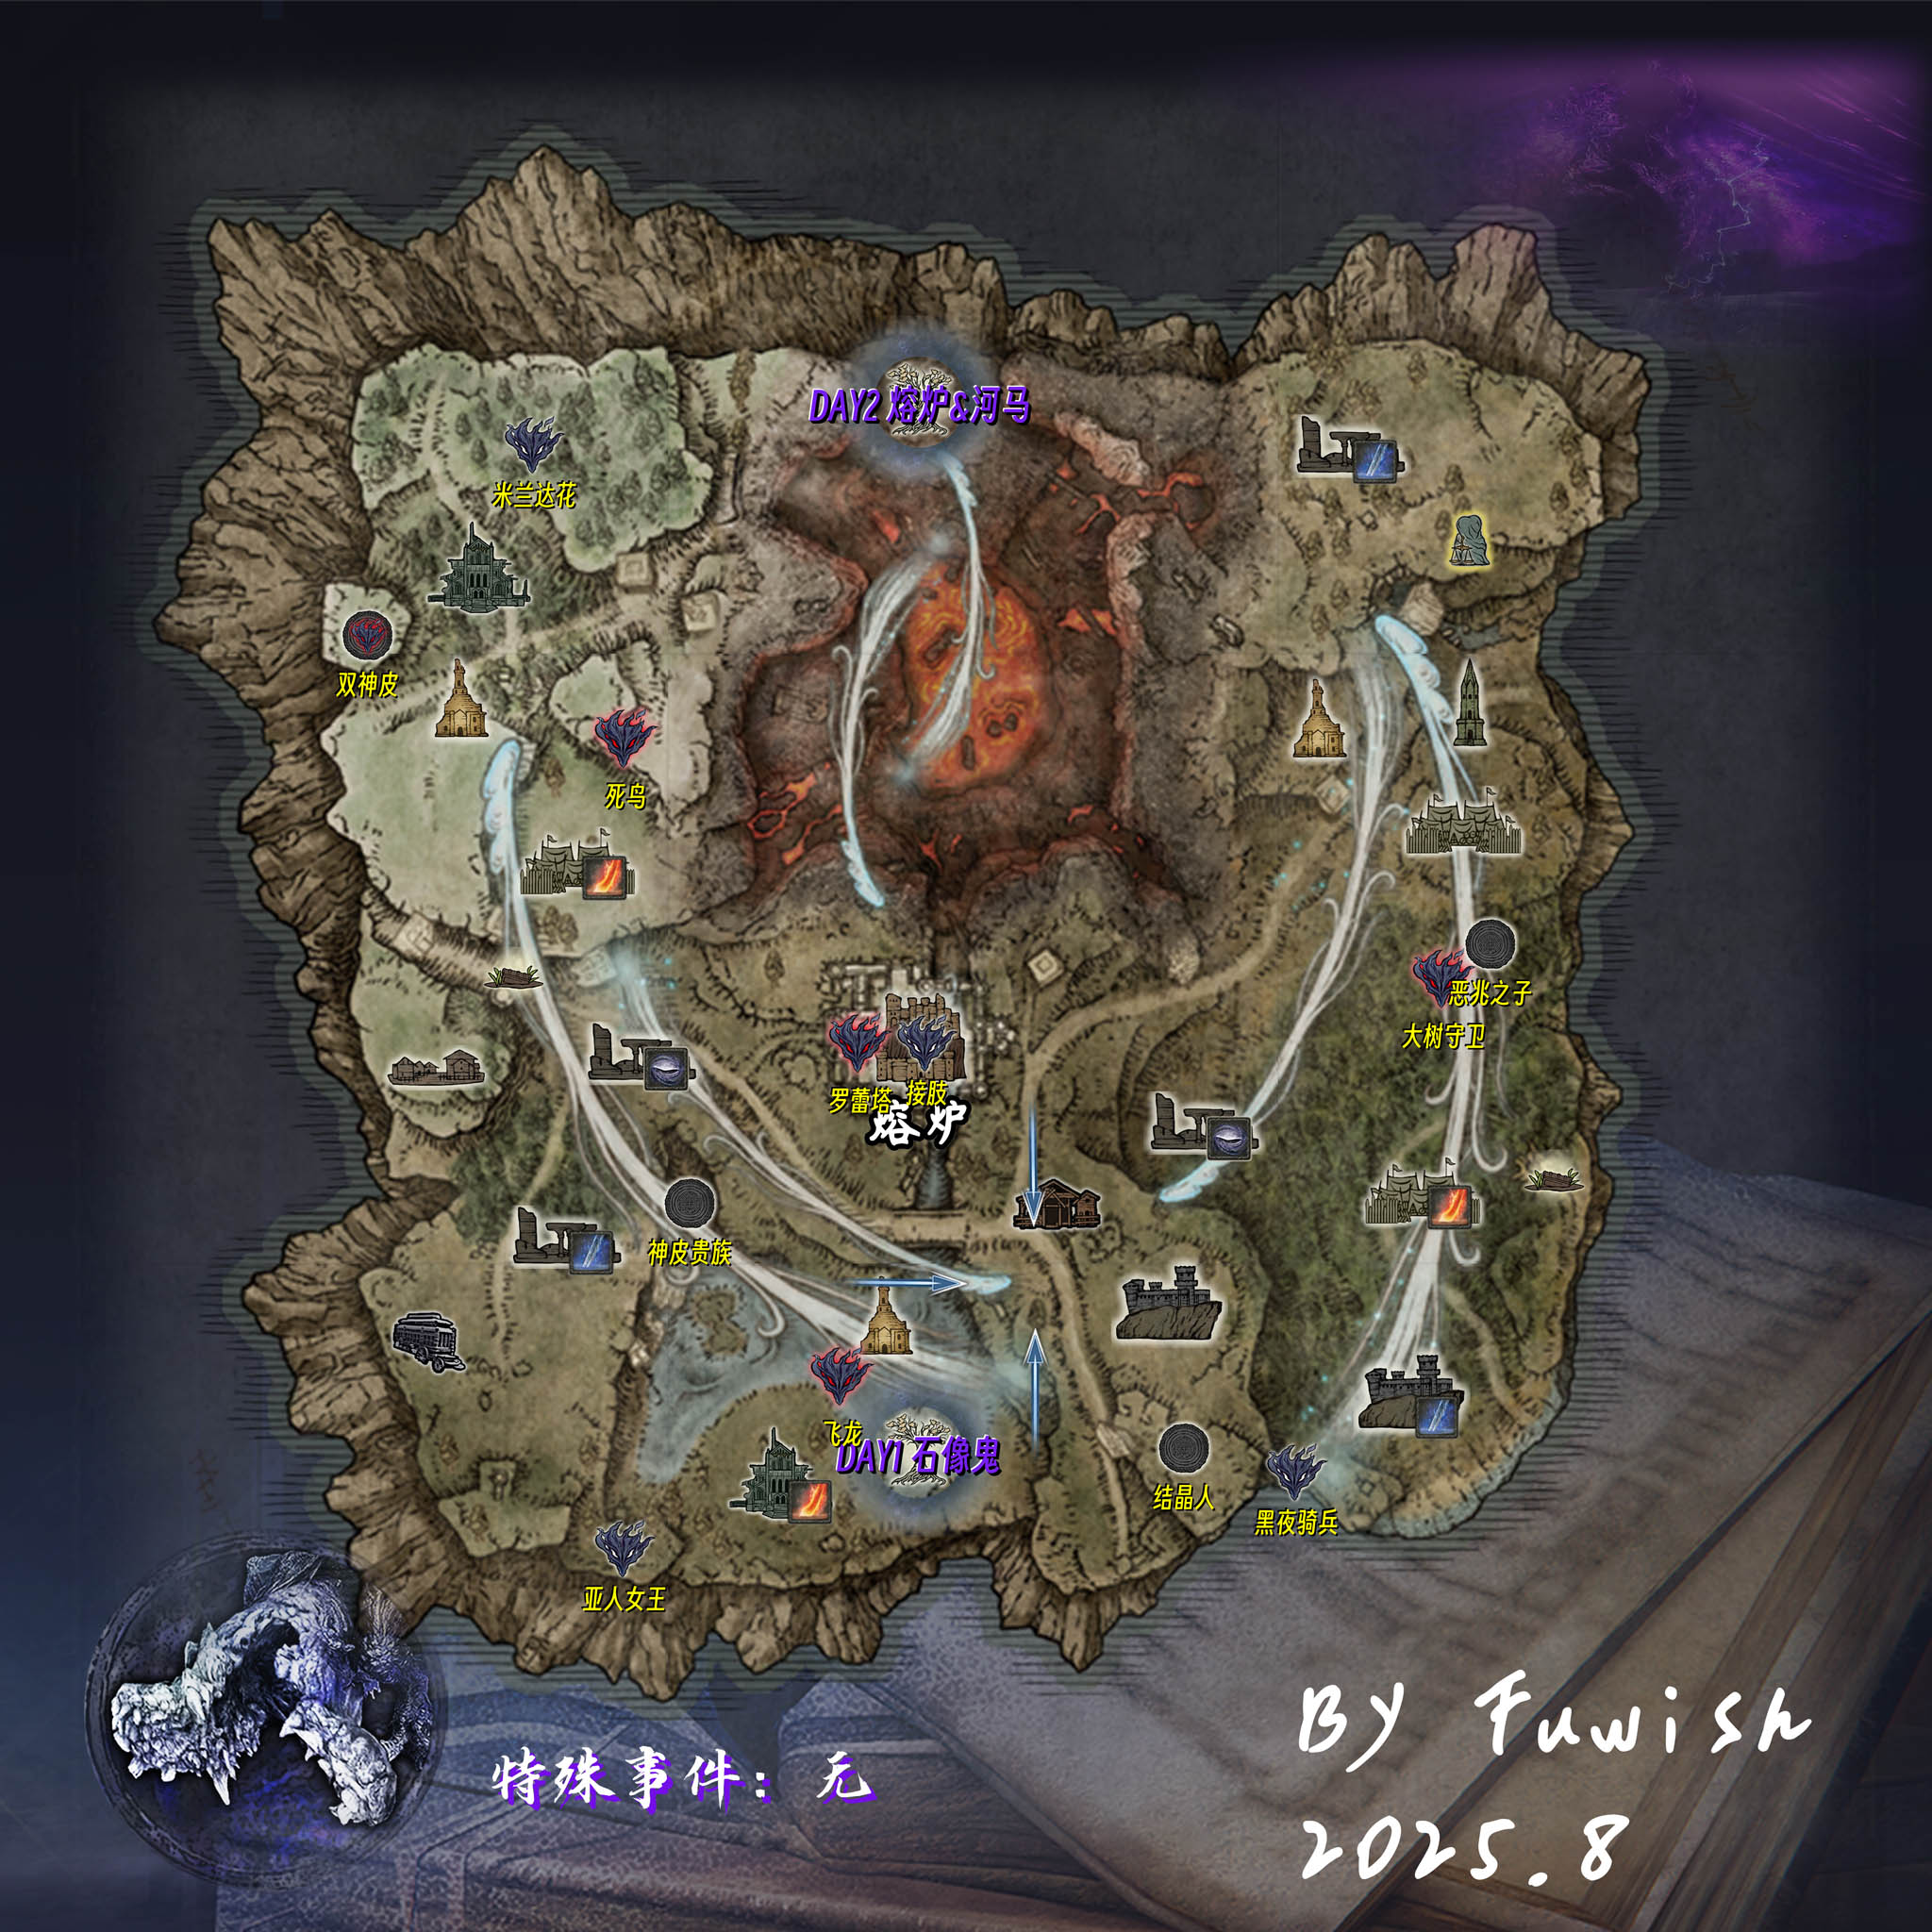 DAY2 熔炉&河马
米兰达花
双神皮
死鸟
恶兆之子
大树守卫
罗蕾塔
接肢
熔炉
神皮贵族
飞龙
DAY1 石像鬼
结晶人
黑夜骑兵
亚人女王
特殊事件：无
By Fuwish
2025.8